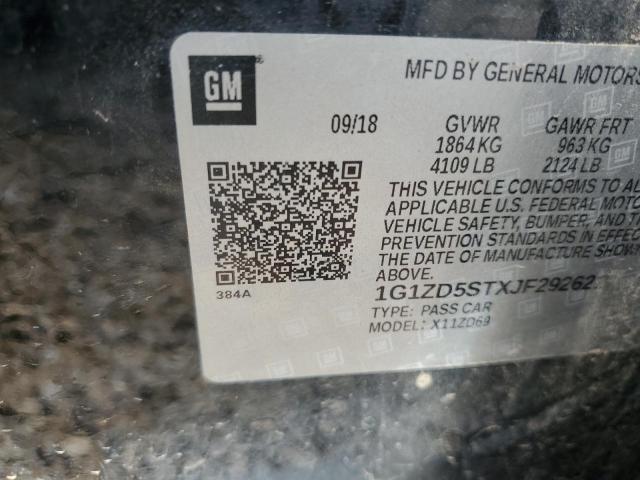 GM
MFD BY GENERAL MOTORS
09/18
GVWR
GAWR FRT
1864 KG
963 KG
4109 LB
2124 LB
THIS VEHICLE CONFORMS TO AL
APPLICABLE U.S. FEDERAL MOTO
VEHICLE SAFETY, BUMPER, AND
PREVENTION STANDARDS IN EFFE
THE DATE OF MANUFACTURE SHOW
ABOVE.
384A
1G1ZD5STXJF29262
TYPE: PASS CAR
MODEL: X11ZD69